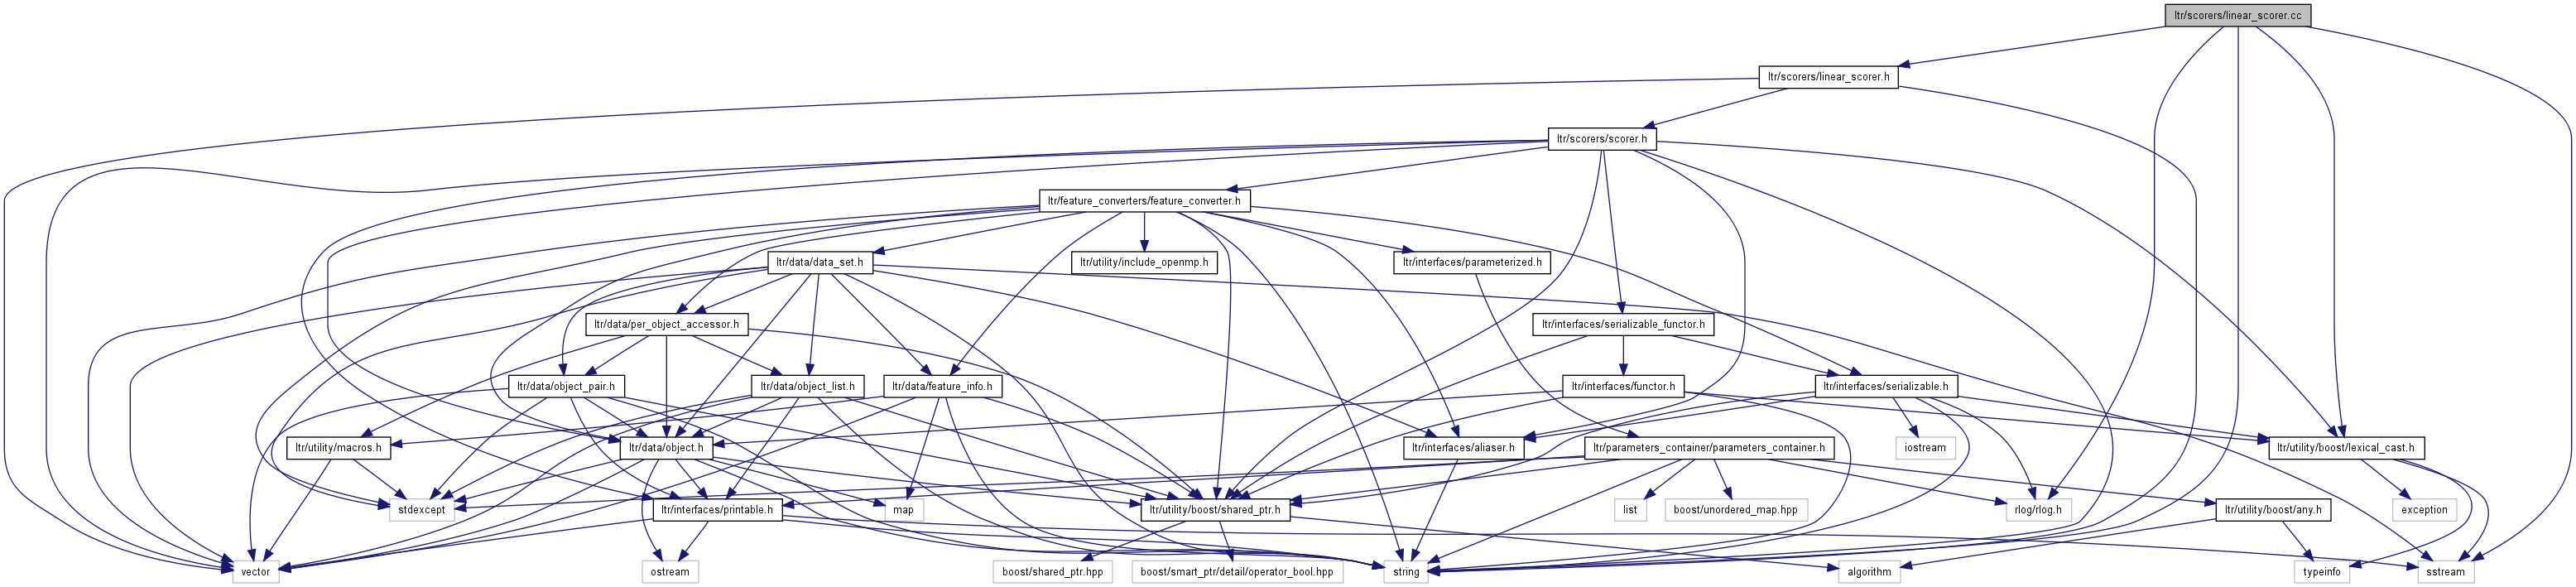 ltr/scorers/linear_scorer.cc
ltr/scorers/linear_scorer.h
ltr/scorers/scorer.h
ltr/feature_converters/feature_converter.h
ltr/data/data_set.h
ltr/utility/include_openmp.h
ltr/interfaces/parameterized.h
ltr/data/per_object_accessor.h
ltr/interfaces/serializable_functor.h
ltr/data/object_pair.h
ltr/data/object_list.h
ltr/data/feature_info.h
ltr/interfaces/functor.h
ltr/interfaces/serializable.h
ltr/utility/macros.h
ltr/data/object.h
ltr/interfaces/aliaser.h
ltr/parameters_container/parameters_container.h
iostream
ltr/utility/boost/lexical_cast.h
stdexcept
ltr/interfaces/printable.h
map
ltr/utility/boost/shared_ptr.h
list
boost/unordered_map.hpp
rlog/rlog.h
ltr/utility/boost/any.h
exception
vector
ostream
boost/shared_ptr.hpp
boost/smart_ptr/detail/operator_bool.hpp
string
algorithm
typeinfo
sstream